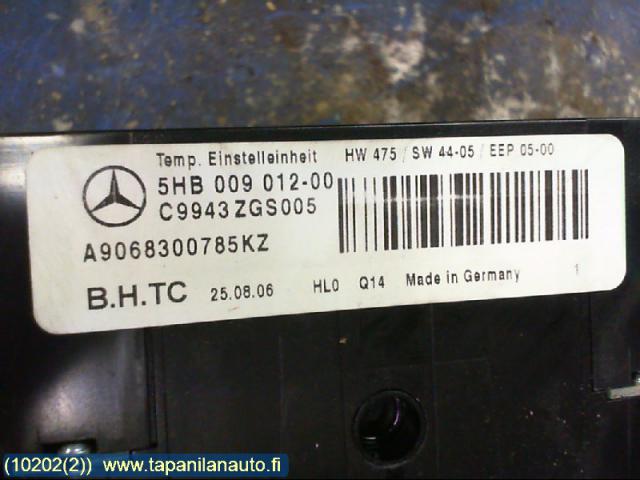 Temp. Einstelleinheit HW 475 / SW 44-05 / EEP 05-00
5HB 009 012-00
C9943ZGS005
A9068300785KZ
B.H.TC 25.08.06 HL0 Q14 Made in Germany 1
(10202(2)) www.tapanilanauto.fi